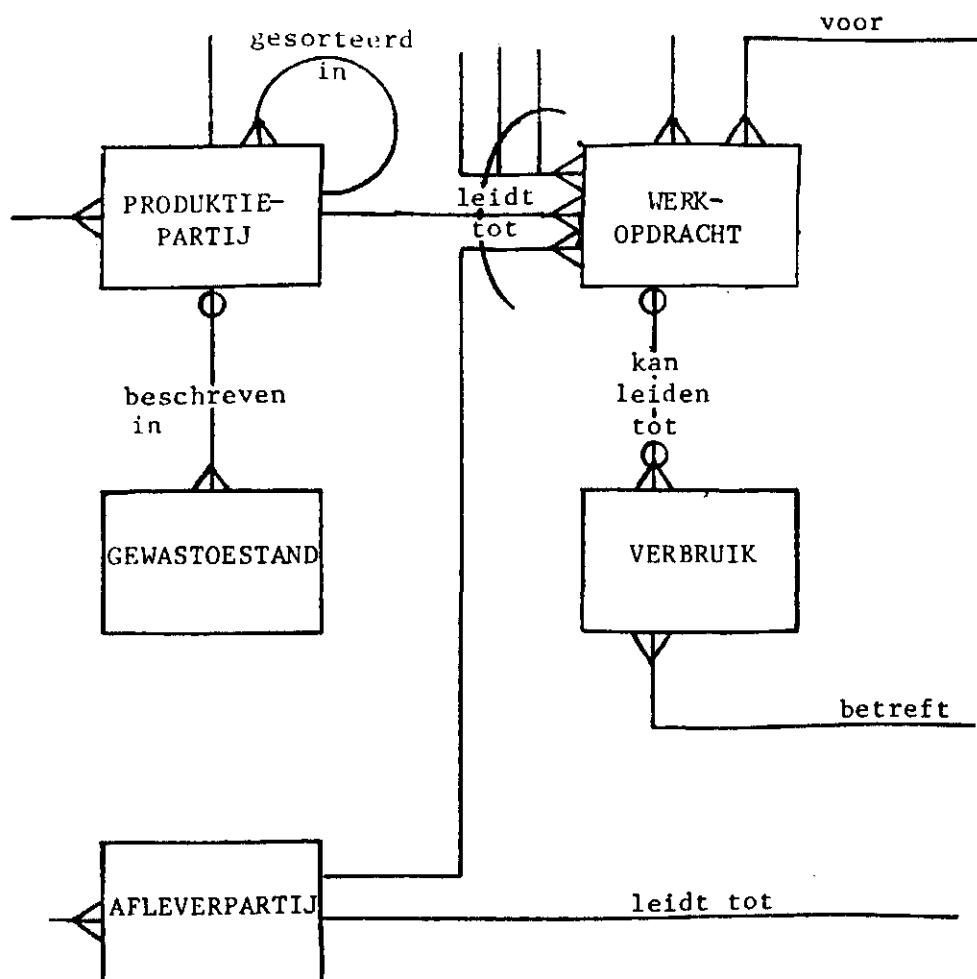 voor
gesorteerd
in
PRODUKTIE-
PARTIJ
leidt
tot
WERK-
OPDRACHT
beschreven
in
kan
leiden
tot
GEWASTOESTAND
VERBRUIK
betreft
AFLEVERPARTIJ
leidt tot